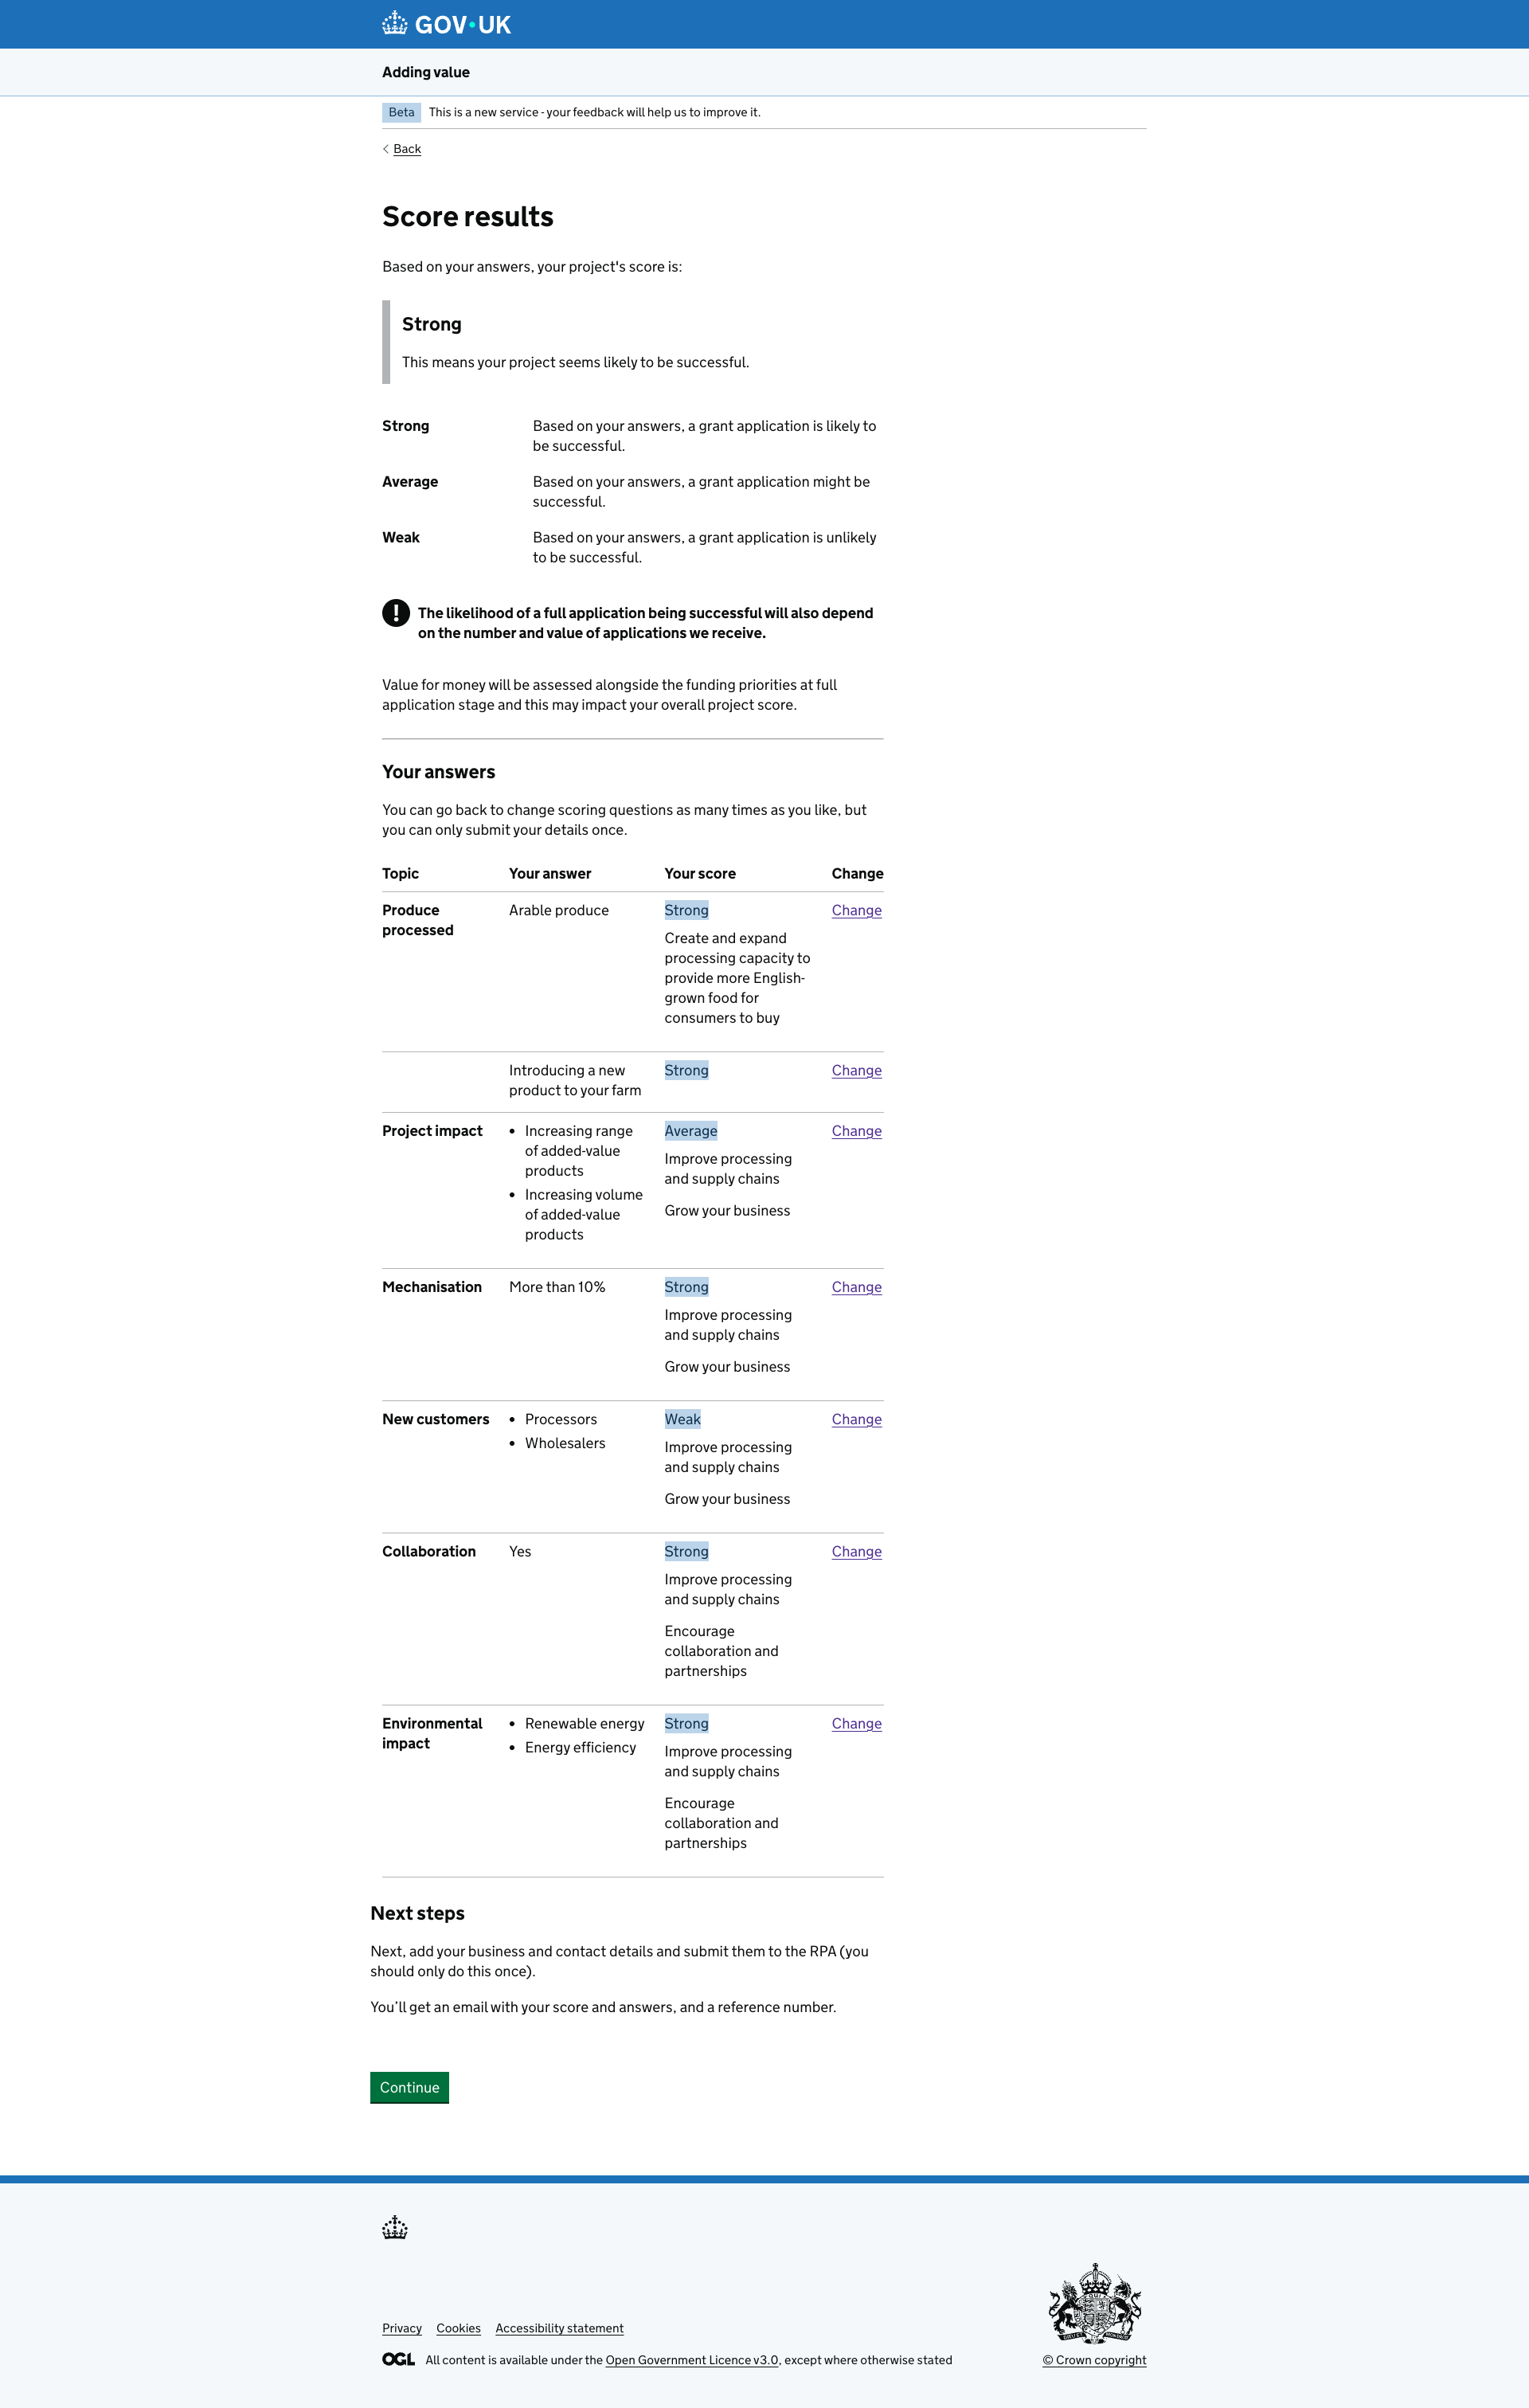 GOV·UK
Adding value
Beta This is a new service - your feedback will help us to improve it.
Back
Score results
Based on your answers, your project's score is:
Strong
This means your project seems likely to be successful.
Strong Based on your answers, a grant application is likely to
be successful.
Average Based on your answers, a grant application might be
successful.
Weak Based on your answers, a grant application is unlikely
to be successful.
! The likelihood of a full application being successful will also depend
on the number and value of applications we receive.
Value for money will be assessed alongside the funding priorities at full
application stage and this may impact your overall project score.
Your answers
You can go back to change scoring questions as many times as you like, but
you can only submit your details once.
Topic Your answer Your score Change
Produce
processed
Arable produce
Strong
Create and expand
processing capacity to
provide more English-
grown food for
consumers to buy
Change
Introducing a new
product to your farm
Strong
Change
Project impact
• Increasing range
of added-value
products
• Increasing volume
of added-value
products
Average
Improve processing
and supply chains
Grow your business
Change
Mechanisation
More than 10%
Strong
Improve processing
and supply chains
Grow your business
Change
New customers
• Processors
• Wholesalers
Weak
Improve processing
and supply chains
Grow your business
Change
Collaboration
Yes
Strong
Improve processing
and supply chains
Encourage
collaboration and
partnerships
Change
Environmental
impact
• Renewable energy
• Energy efficiency
Strong
Improve processing
and supply chains
Encourage
collaboration and
partnerships
Change
Next steps
Next, add your business and contact details and submit them to the RPA (you
should only do this once).
You’ll get an email with your score and answers, and a reference number.
Continue
Privacy Cookies Accessibility statement
OGL All content is available under the Open Government Licence v3.0, except where otherwise stated
© Crown copyright